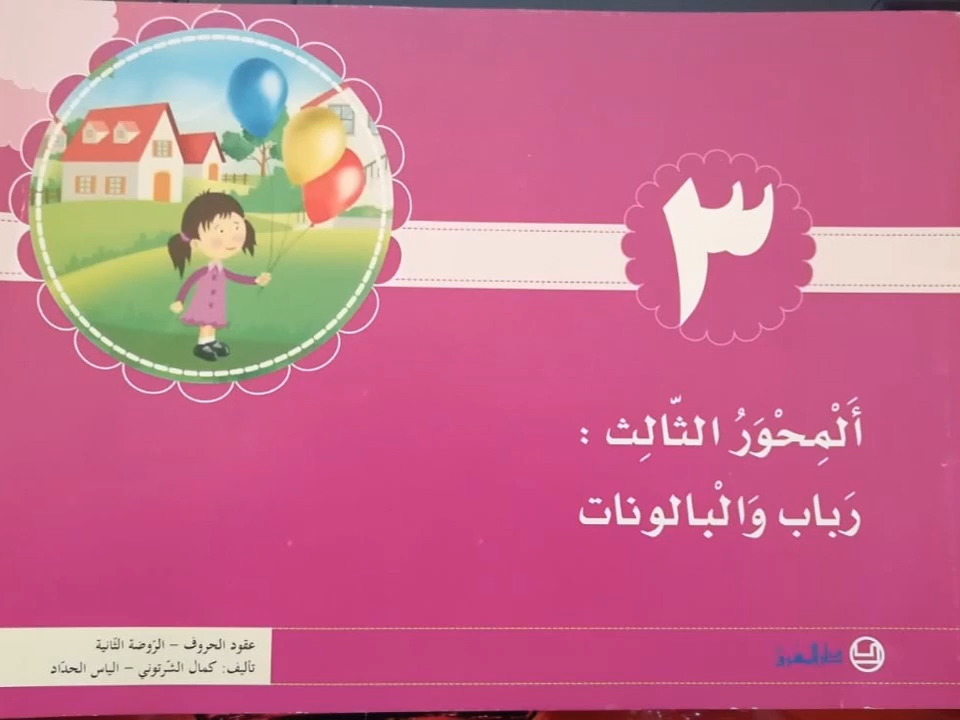 ٣
أَلْمِحْوَرُ الثّالِث :
رَباب وَالْبالونات
عقود الحروف – الرّوضة الثّانية
تأليف: كمال الشّرتوني – الياس الحدّاد